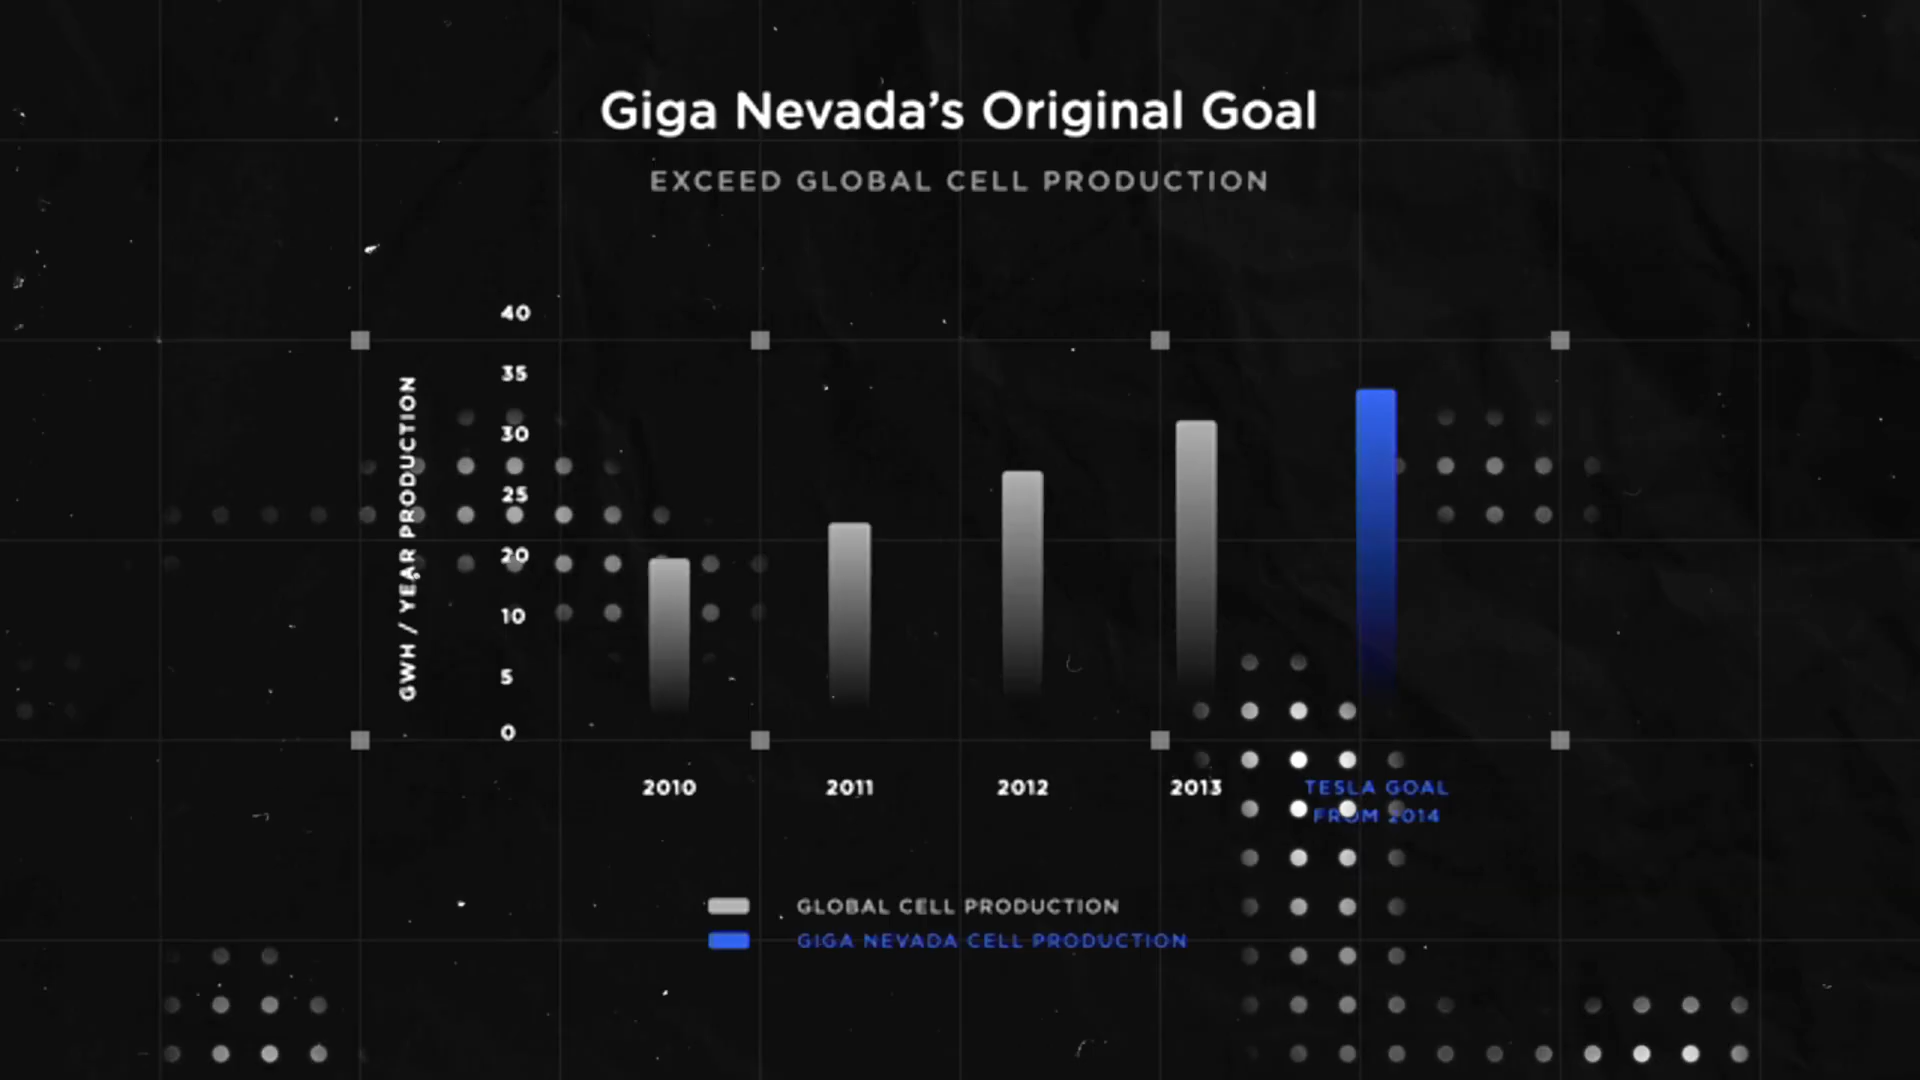 Giga Nevada’s Original Goal
EXCEED GLOBAL CELL PRODUCTION
GWH / YEAR PRODUCTION
40
35
30
25
20
10
5
0
2010
2011
2012
2013
TESLA GOAL
FROM 2014
GLOBAL CELL PRODUCTION
GIGA NEVADA CELL PRODUCTION